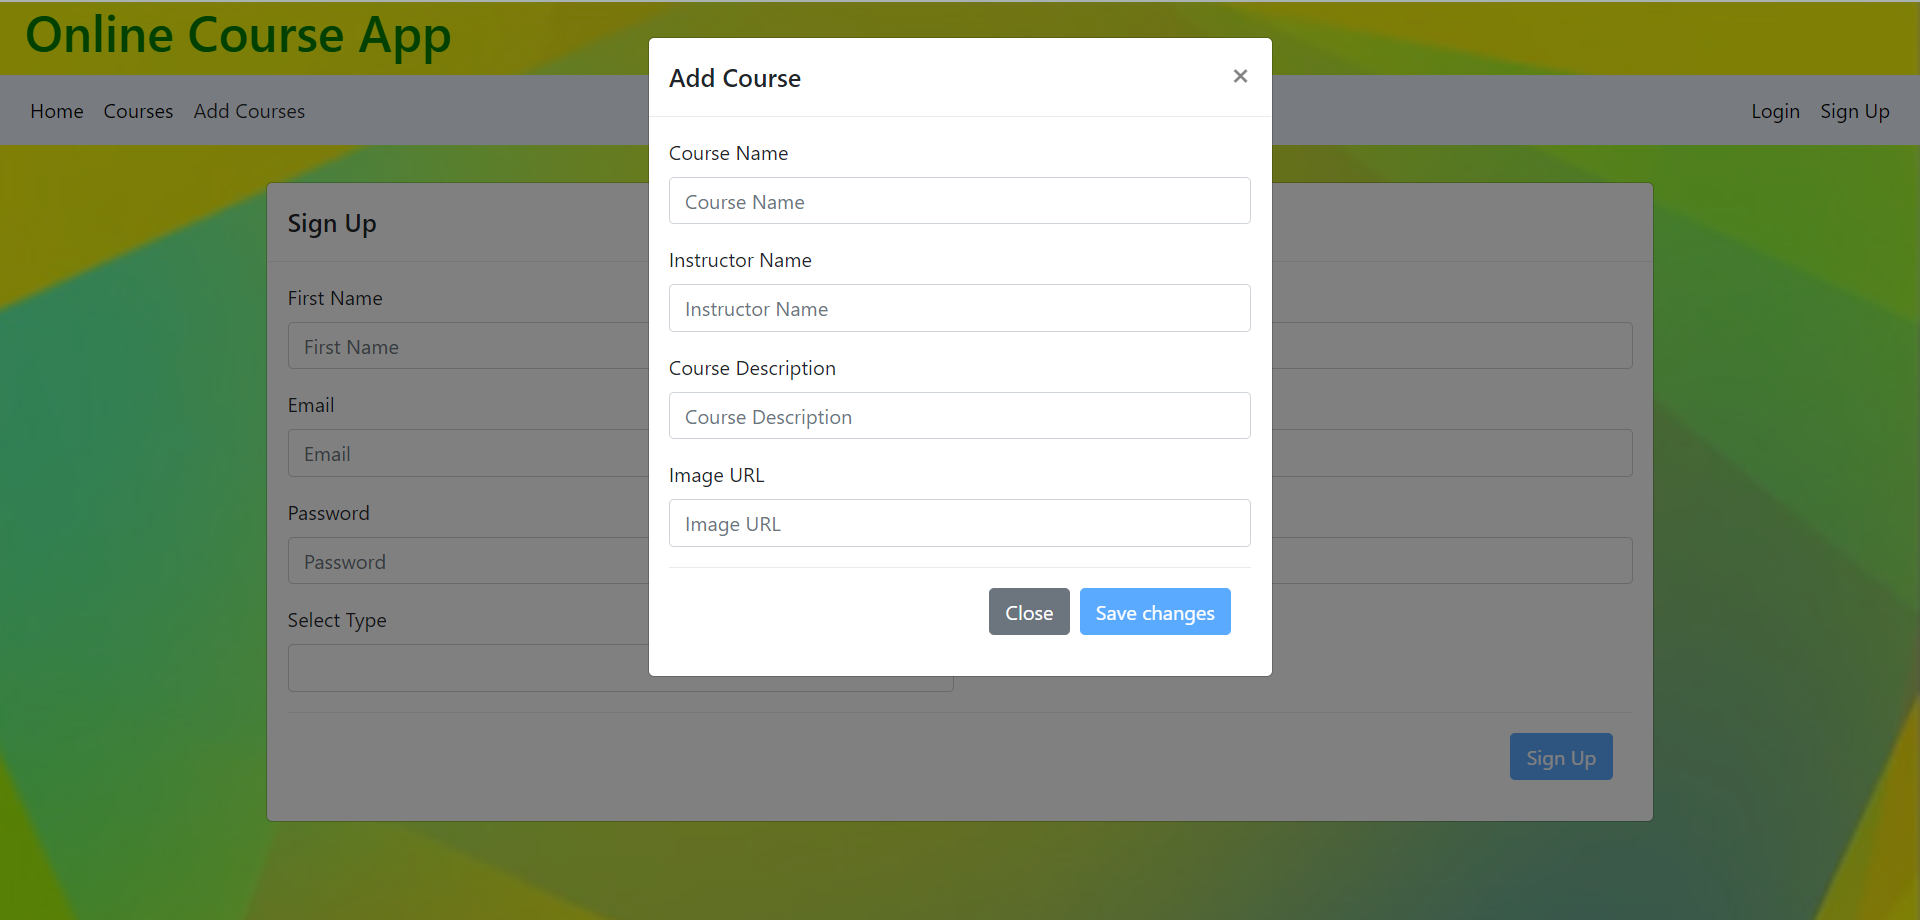 Online Course App
Home Courses Add Courses Login Sign Up
Add Course ×
Course Name
Course Name
Instructor Name
Instructor Name
Course Description
Course Description
Image URL
Image URL
Close Save changes
Sign Up
First Name
First Name
Email
Email
Password
Password
Select Type
Sign Up